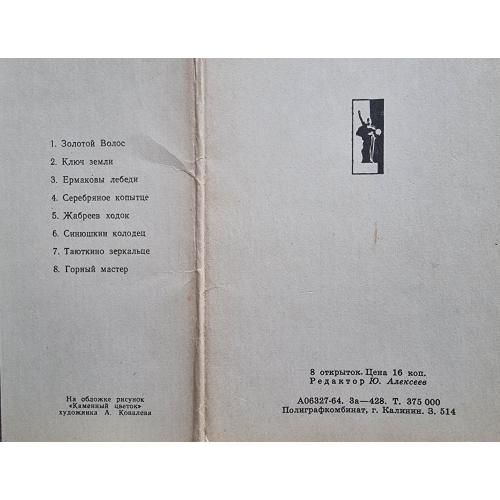 1. Золотой Волос
2. Ключ земли
3. Ермаковы лебеди
4. Серебряное копытце
5. Жабреев ходок
6. Синюшкин колодец
7. Таюткино зеркальце
8. Горный мастер
На обложке рисунок
«Каменный цветок»
художника А. Ковалева
8 открыток. Цена 16 коп.
Редактор Ю. Алексеев
А06327-64. За—428. Т. 375 000
Полиграфкомбинат, г. Калинин. З. 514